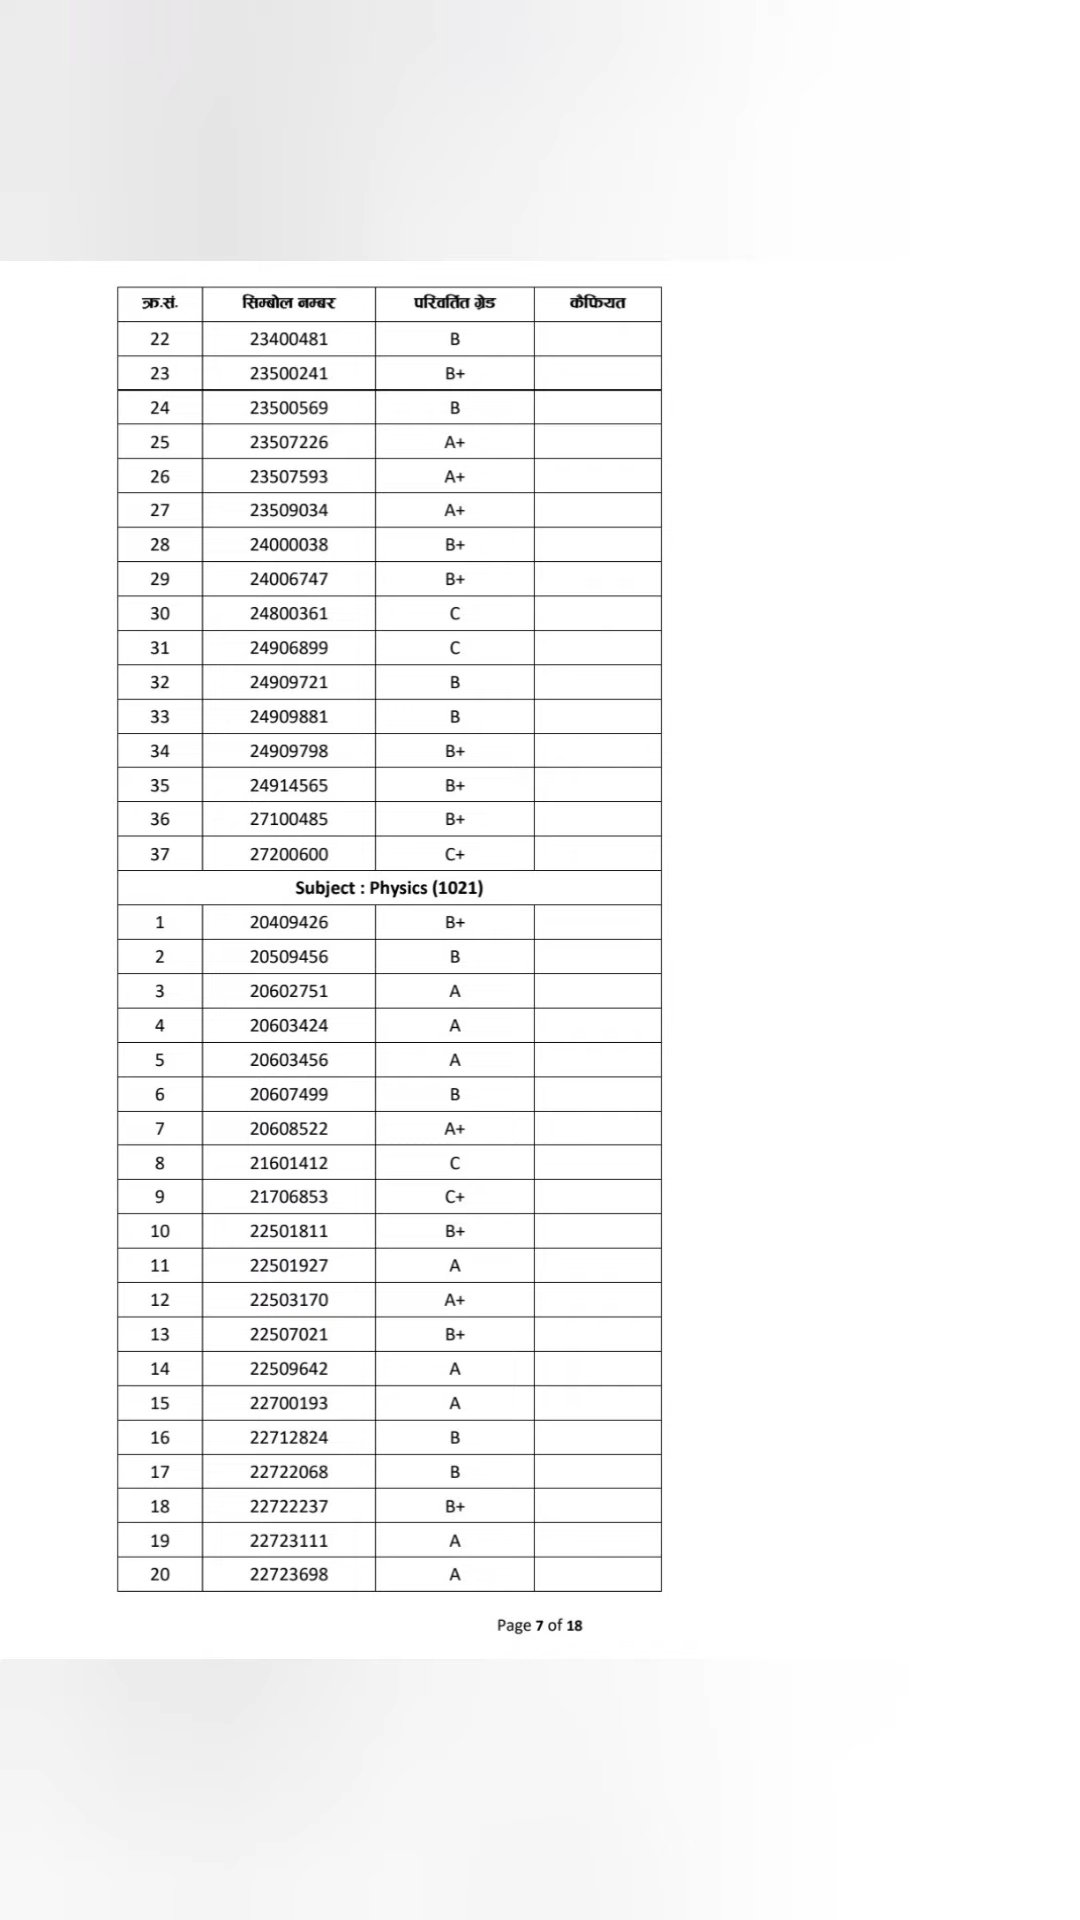 क्र.सं. सिम्बोल नम्बर परिवर्तित ग्रेड कैफियत
22 23400481 B
23 23500241 B+
24 23500569 B
25 23507226 A+
26 23507593 A+
27 23509034 A+
28 24000038 B+
29 24006747 B+
30 24800361 C
31 24906899 C
32 24909721 B
33 24909881 B
34 24909798 B+
35 24914565 B+
36 27100485 B+
37 27200600 C+
Subject : Physics (1021)
1 20409426 B+
2 20509456 B
3 20602751 A
4 20603424 A
5 20603456 A
6 20607499 B
7 20608522 A+
8 21601412 C
9 21706853 C+
10 22501811 B+
11 22501927 A
12 22503170 A+
13 22507021 B+
14 22509642 A
15 22700193 A
16 22712824 B
17 22722068 B
18 22722237 B+
19 22723111 A
20 22723698 A
Page 7 of 18